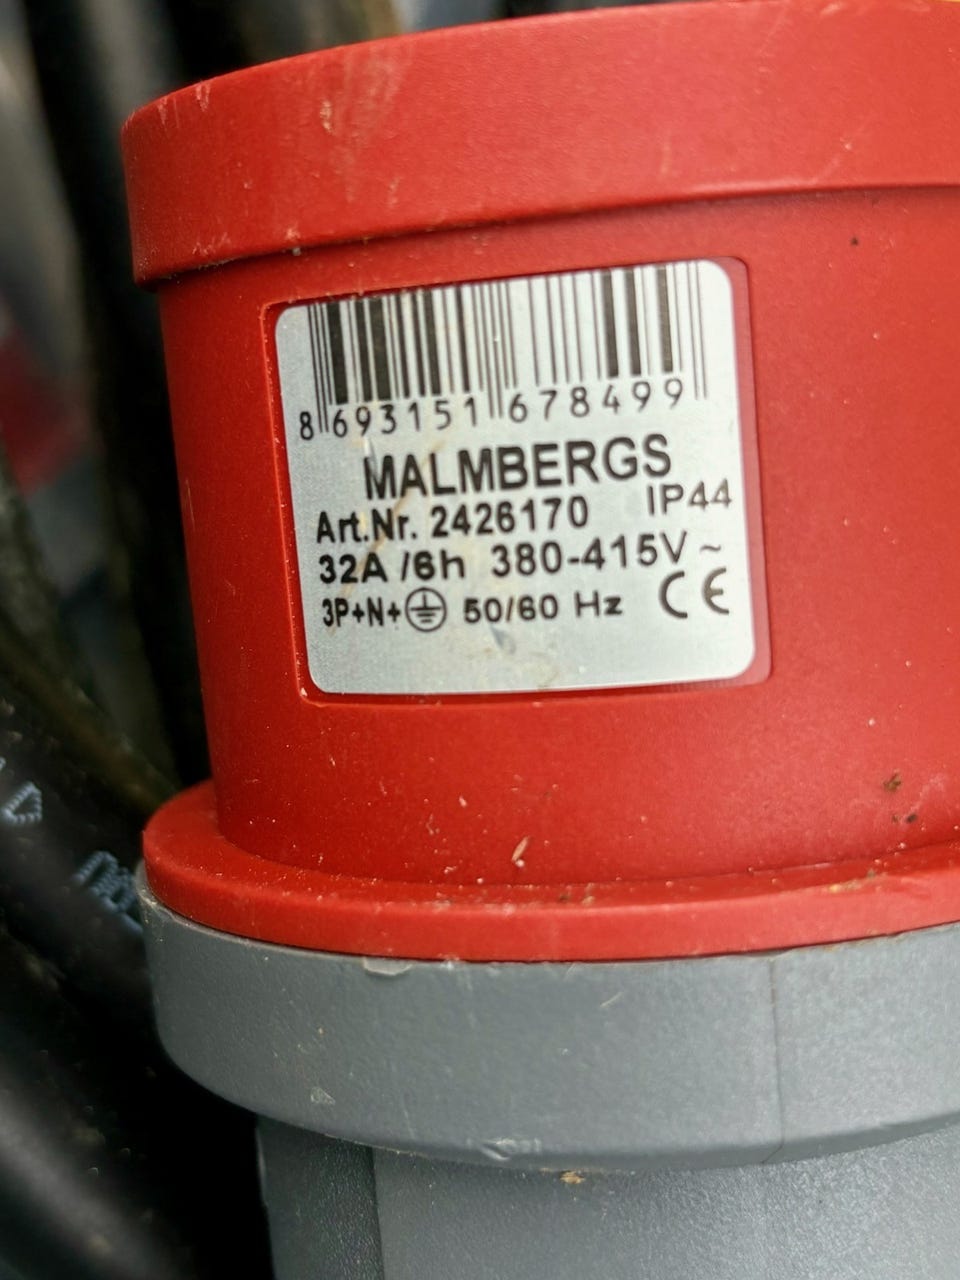 8 693151 678499
MALMBERGS
Art.Nr. 2426170 IP44
32A /6h 380-415V ~
3P+N+⏚ 50/60 Hz CE